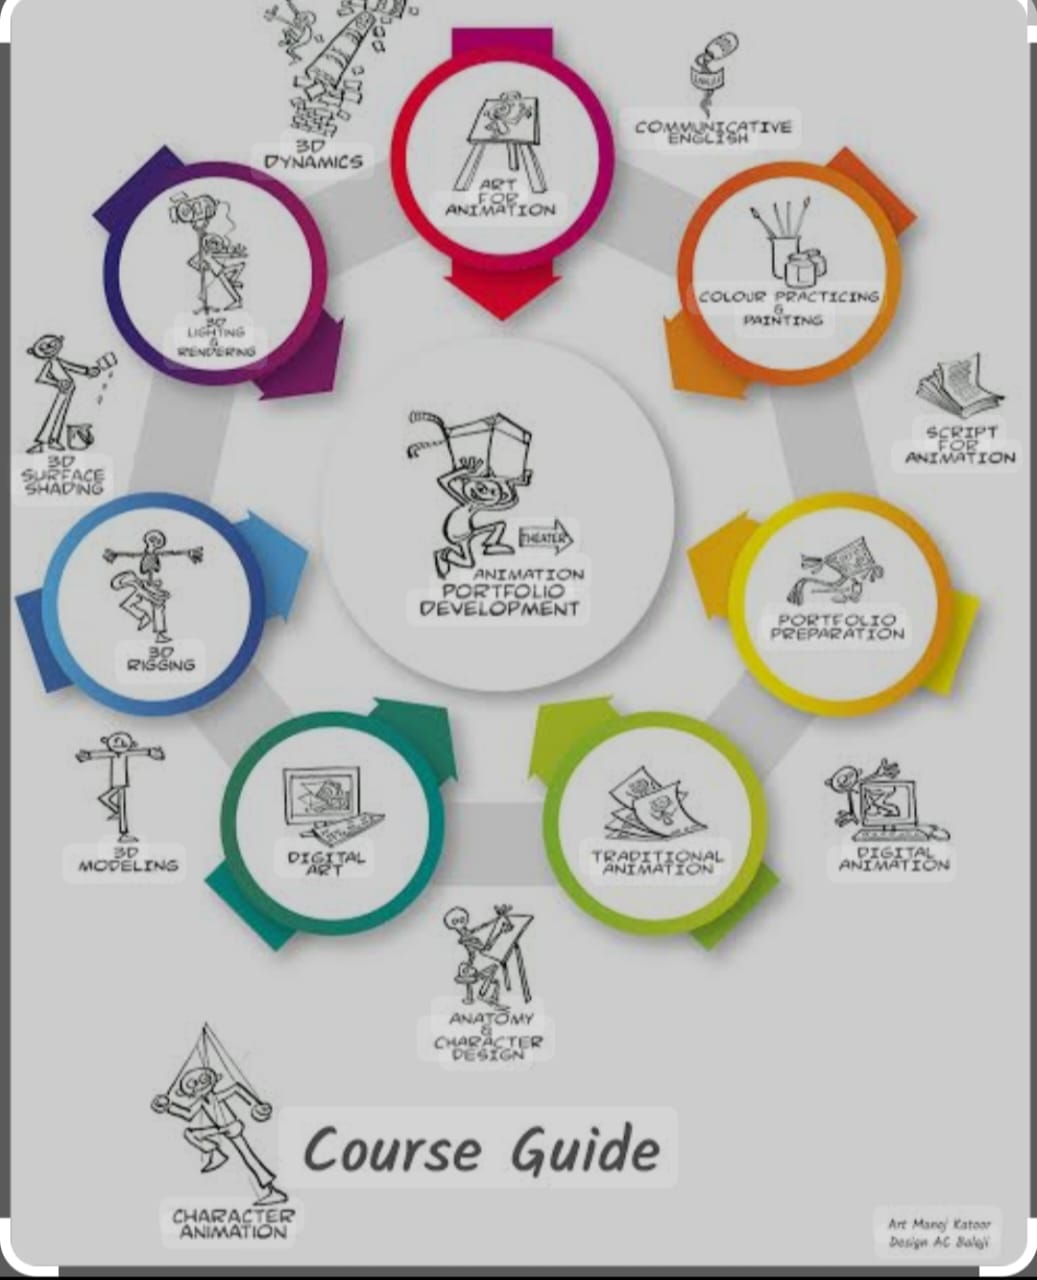 3D
DYNAMICS
ART
FOR
ANIMATION
COMMUNICATIVE
ENGLISH
3D
LIGHTING
&
RENDERING
COLOUR PRACTICING
&
PAINTING
3D
SURFACE
SHADING
SCRIPT
FOR
ANIMATION
THEATER
ANIMATION
PORTFOLIO
DEVELOPMENT
3D
RIGGING
PORTFOLIO
PREPARATION
3D
MODELING
DIGITAL
ART
TRADITIONAL
ANIMATION
DIGITAL
ANIMATION
ANATOMY
&
CHARACTER
DESIGN
Course Guide
CHARACTER
ANIMATION
Art Manoj Katoor
Design AC Balaji